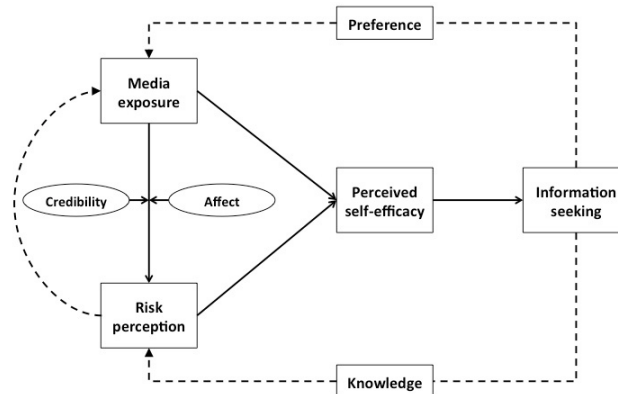 Preference
Media
exposure
Credibility
Affect
Perceived
self-efficacy
Information
seeking
Risk
perception
Knowledge